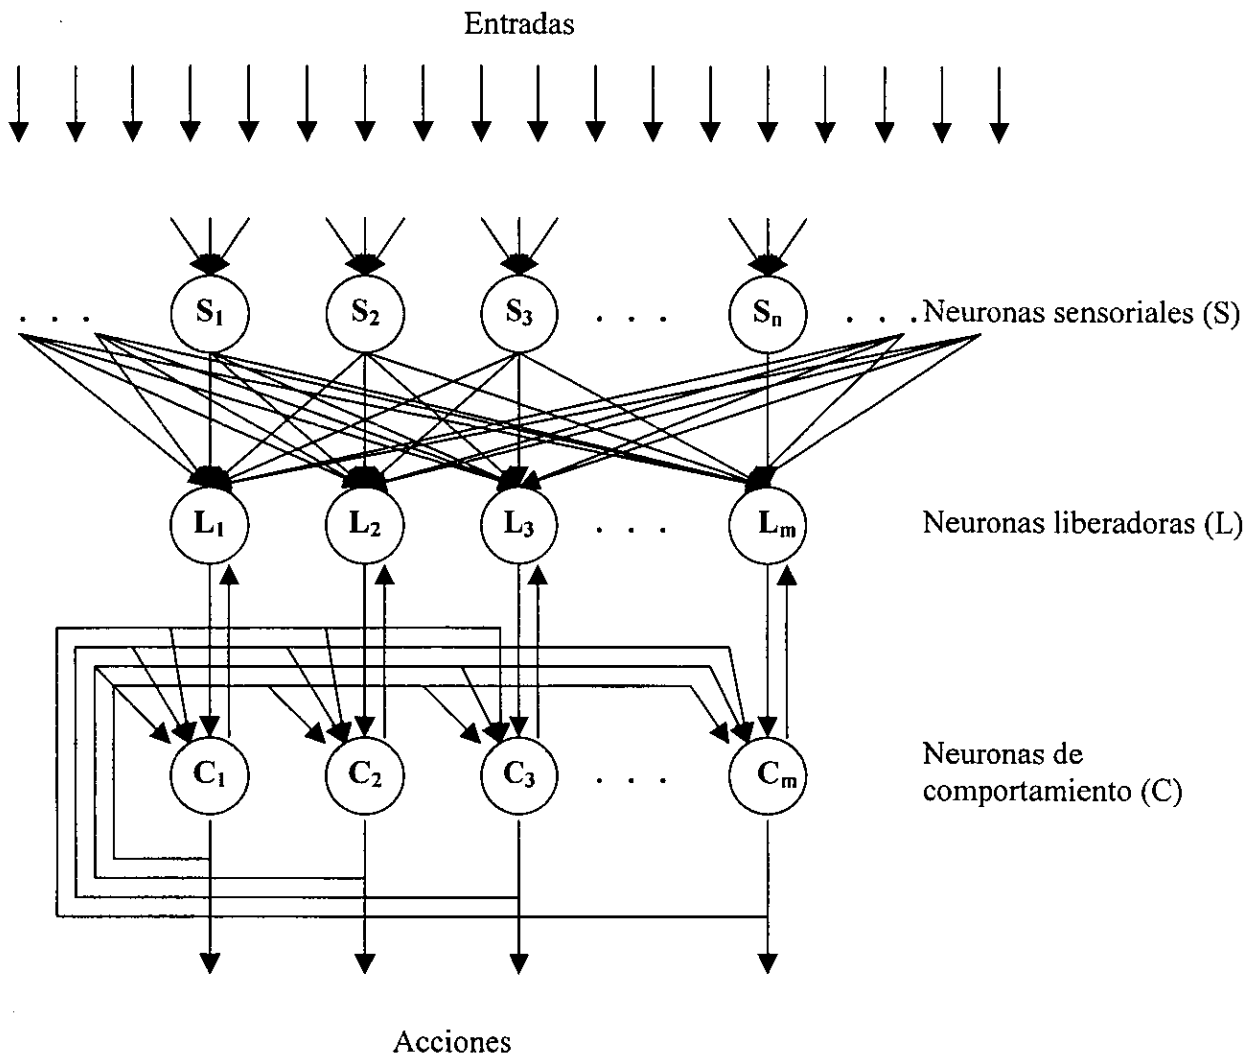 Entradas
. . . S₁ S₂ S₃ . . . Sₙ . . . Neuronas sensoriales (S)
L₁ L₂ L₃ . . . Lₘ Neuronas liberadoras (L)
C₁ C₂ C₃ . . . Cₘ Neuronas de
comportamiento (C)
Acciones